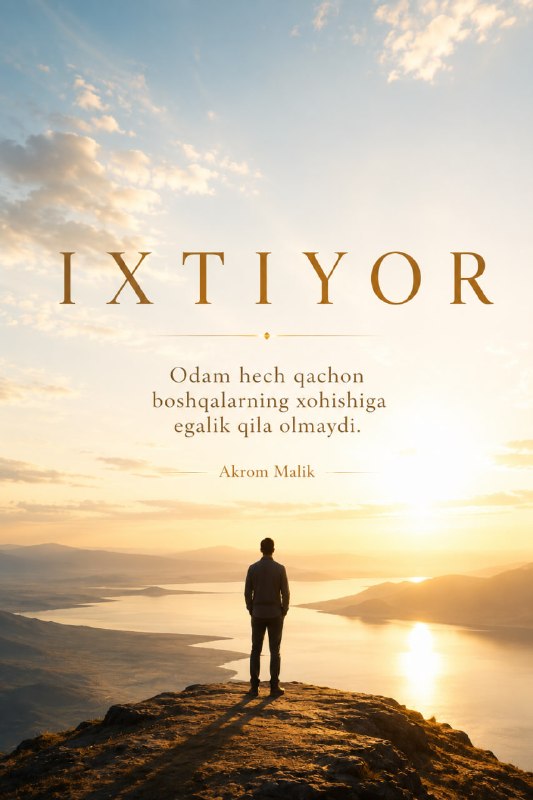 IXTIYOR
Odam hech qachon
boshqalarning xohishiga
egalik qila olmaydi.
Akrom Malik